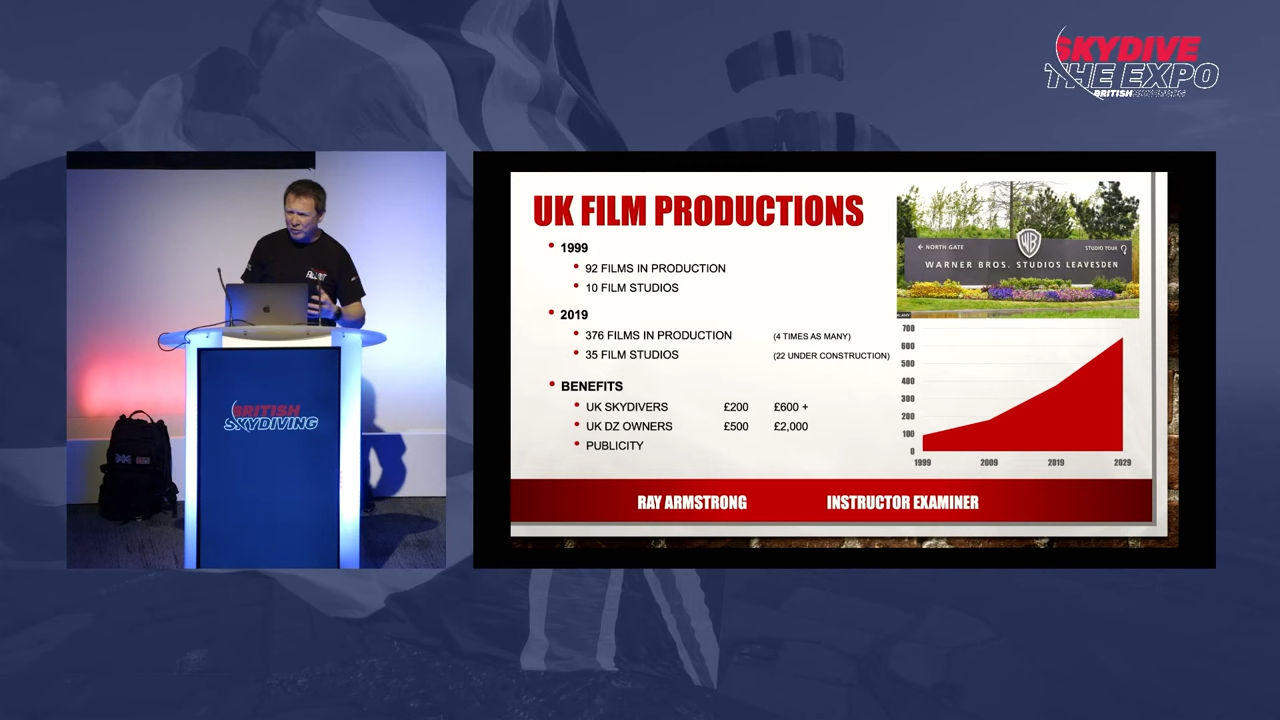 SKYDIVE
THE EXPO
BRITISH SKYDIVING
UK FILM PRODUCTIONS
1999
92 FILMS IN PRODUCTION
10 FILM STUDIOS
2019
376 FILMS IN PRODUCTION (4 TIMES AS MANY)
35 FILM STUDIOS (22 UNDER CONSTRUCTION)
BENEFITS
UK SKYDIVERS £200 £600 +
UK DZ OWNERS £500 £2,000
PUBLICITY
NORTH GATE
STUDIO TOUR
WB
WARNER BROS. STUDIOS LEAVESDEN
700
600
500
400
300
200
100
0
1999 2009 2019 2029
RAY ARMSTRONG INSTRUCTOR EXAMINER
BRITISH
SKYDIVING